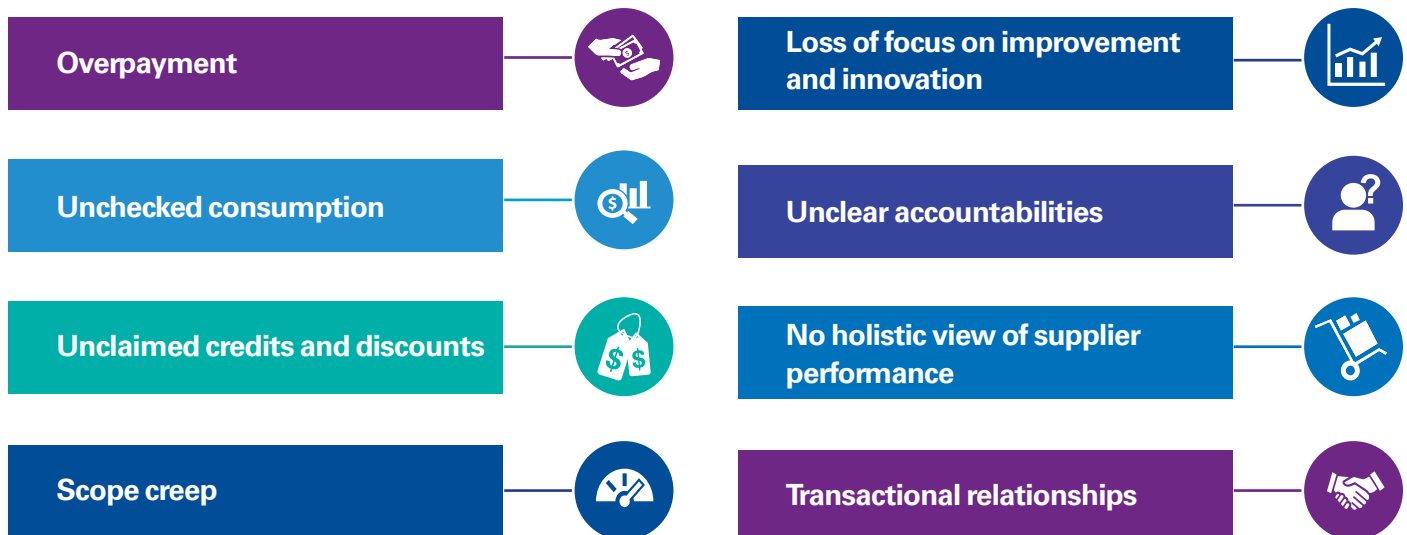 Overpayment
Unchecked consumption
Unclaimed credits and discounts
Scope creep
Loss of focus on improvement
and innovation
Unclear accountabilities
No holistic view of supplier
performance
Transactional relationships